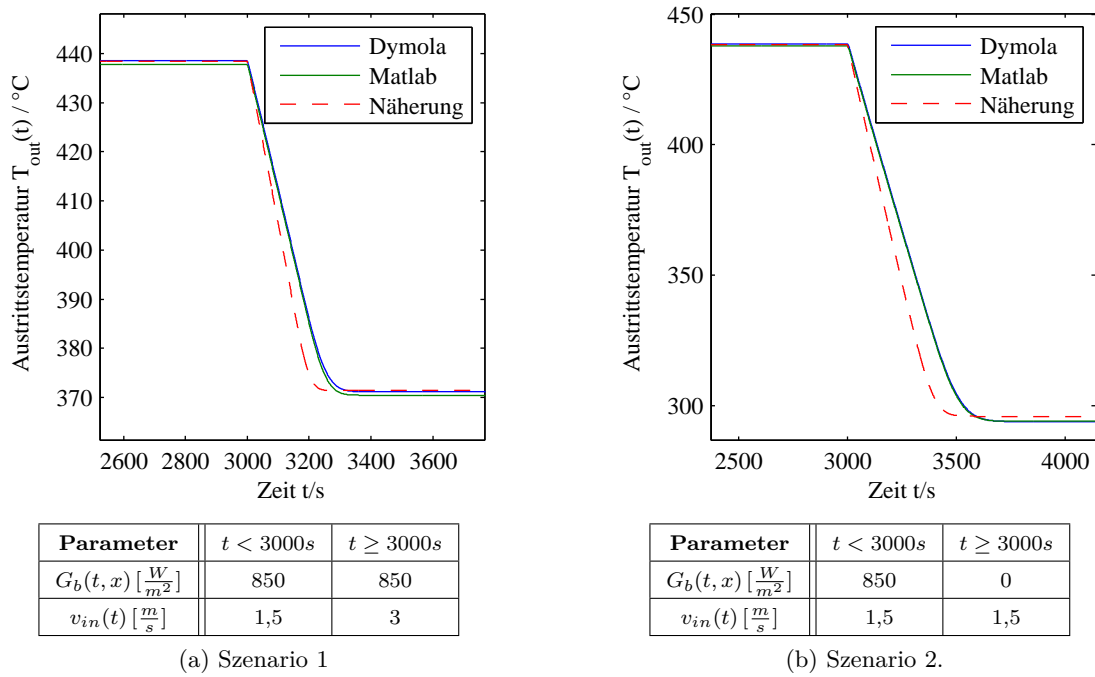 440
430
420
410
400
390
380
370
Austrittstemperatur T_out(t) / °C
Dymola
Matlab
Näherung
2600 2800 3000 3200 3400 3600
Zeit t/s
Parameter t < 3000s t ≥ 3000s
G_b(t, x) [W/m²] 850 850
v_in(t) [m/s] 1,5 3
(a) Szenario 1
450
400
350
300
Austrittstemperatur T_out(t) / °C
Dymola
Matlab
Näherung
2500 3000 3500 4000
Zeit t/s
Parameter t < 3000s t ≥ 3000s
G_b(t, x) [W/m²] 850 0
v_in(t) [m/s] 1,5 1,5
(b) Szenario 2.